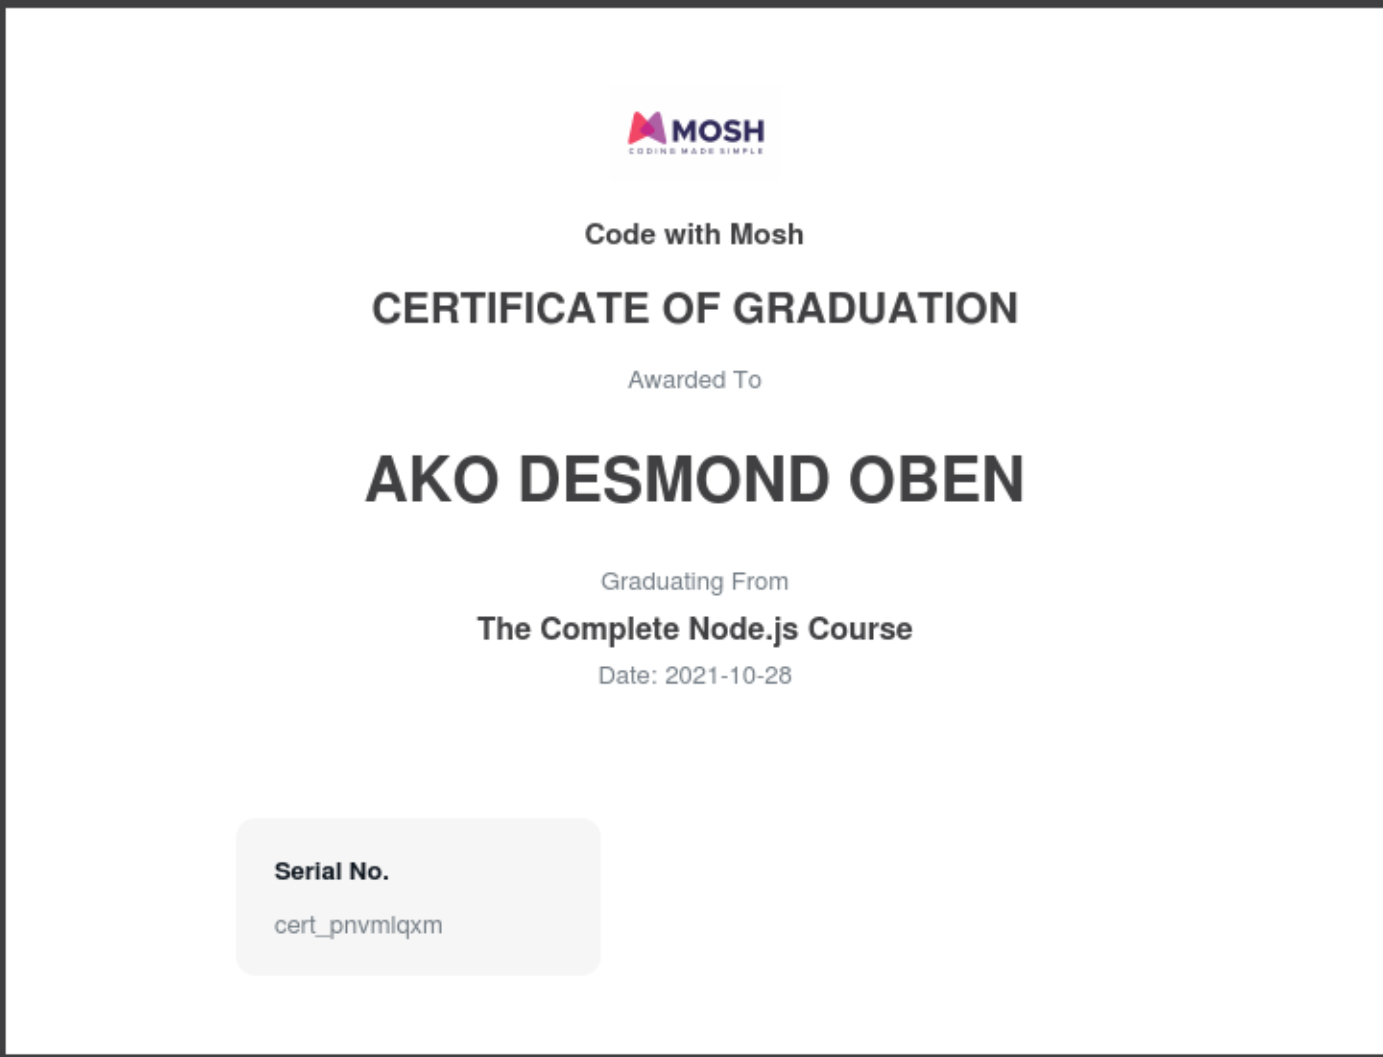 MOSH
CODING MADE SIMPLE
Code with Mosh
CERTIFICATE OF GRADUATION
Awarded To
AKO DESMOND OBEN
Graduating From
The Complete Node.js Course
Date: 2021-10-28
Serial No.
cert_pnvmlqxm